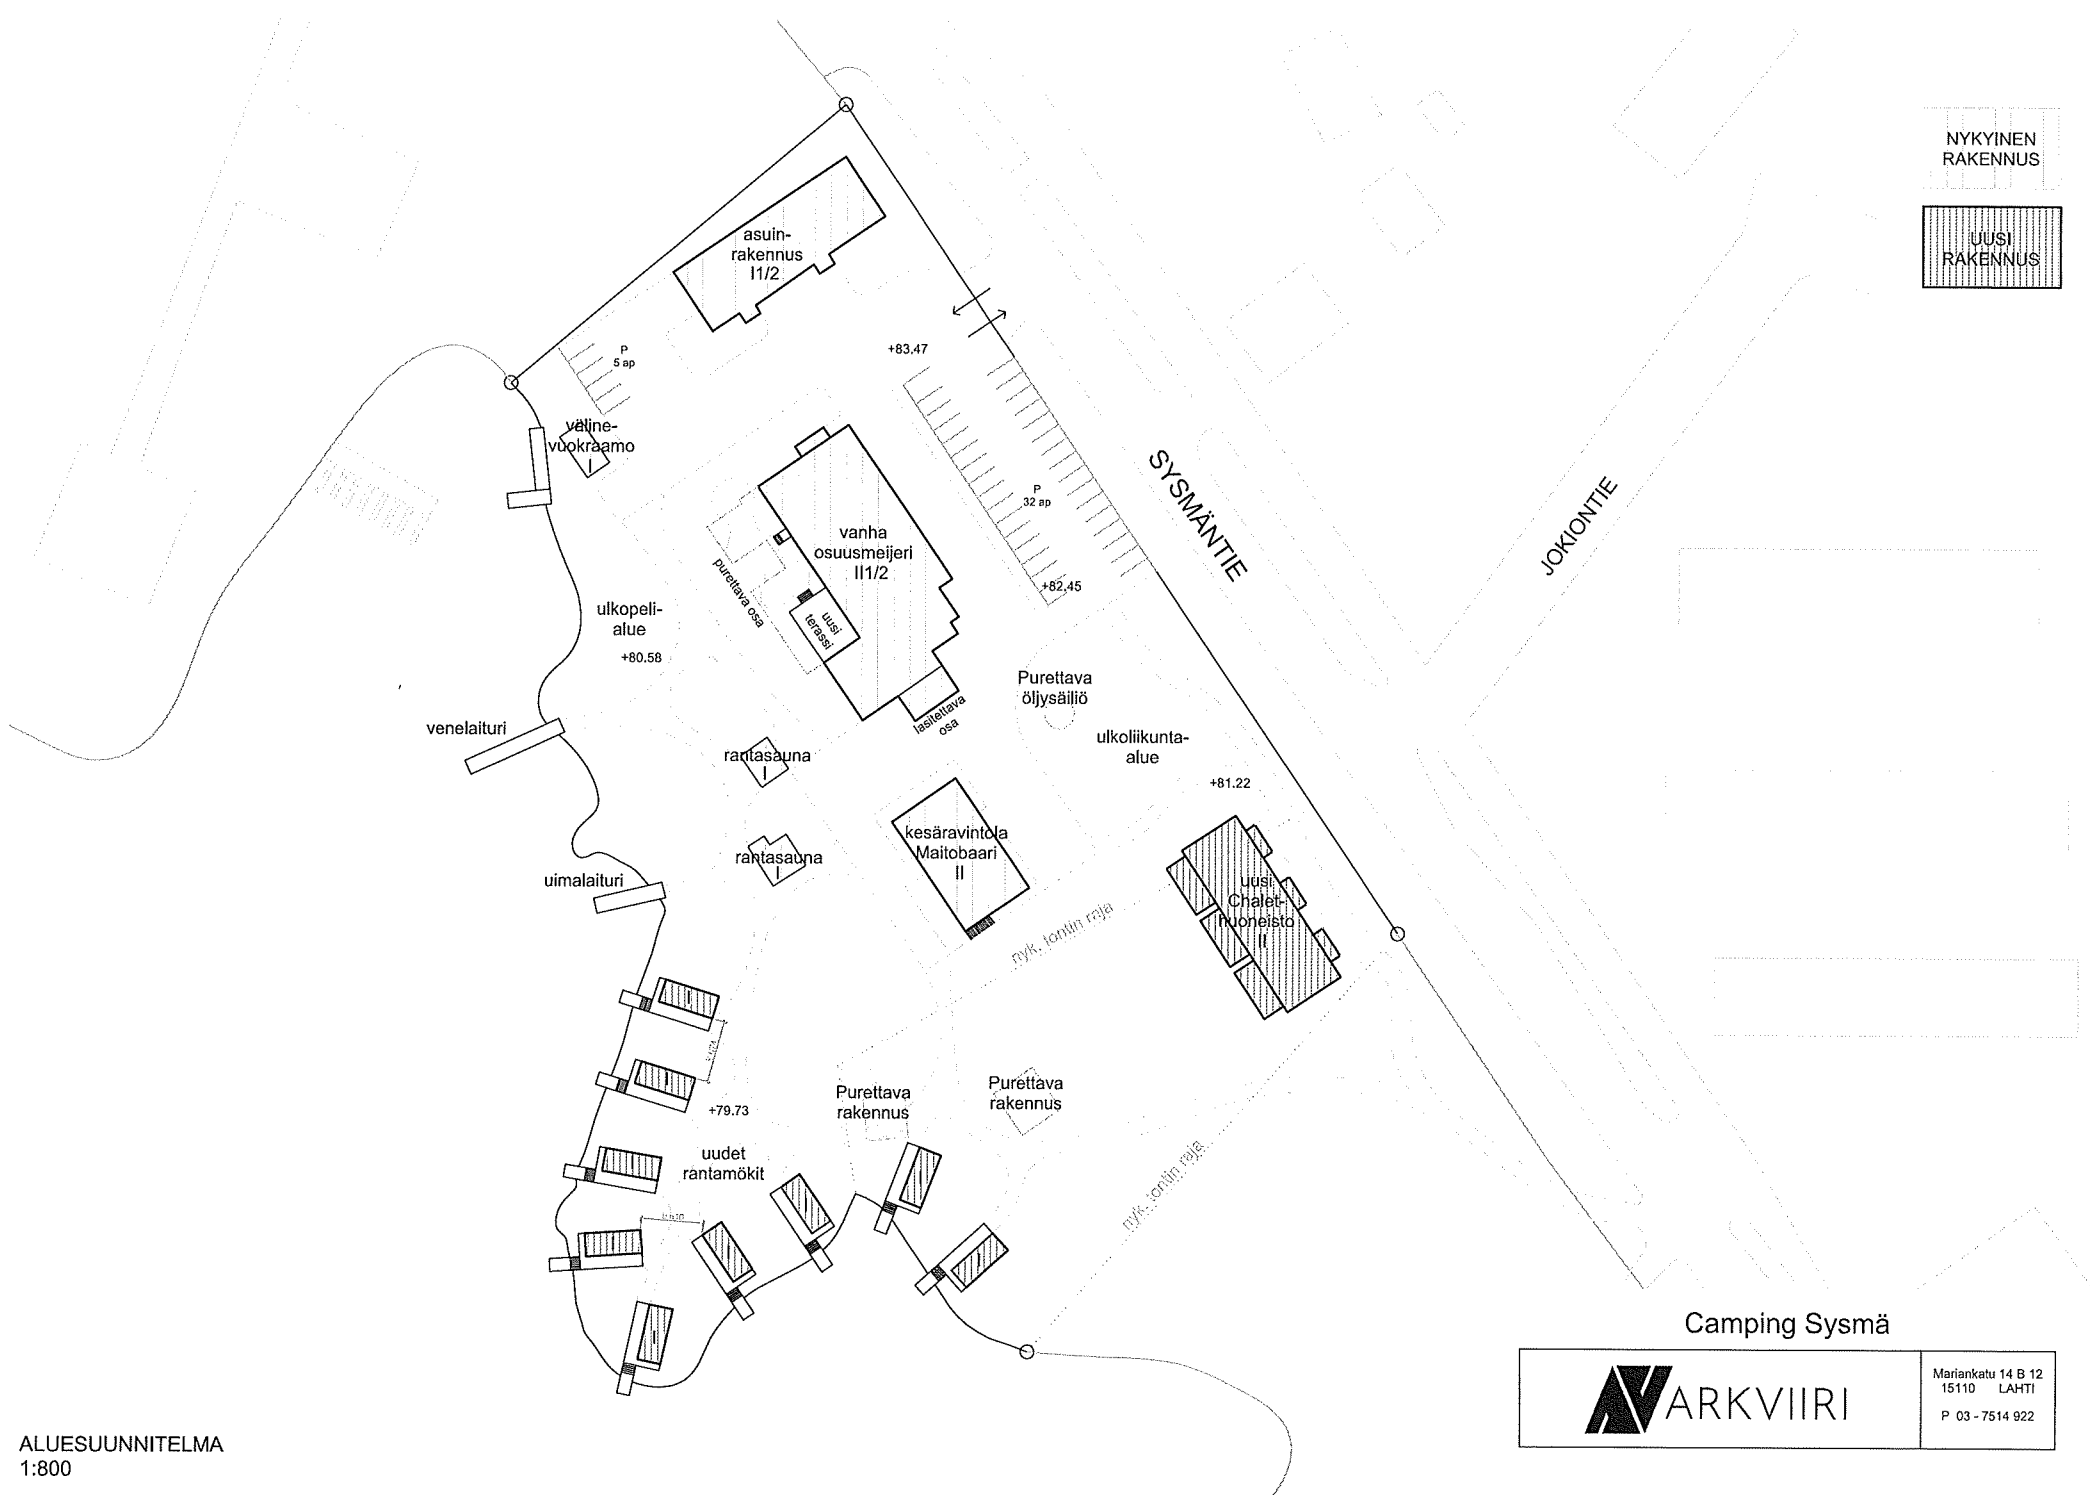 NYKYINEN
RAKENNUS
UUSI
RAKENNUS
asuin-
rakennus
I1/2
P
5 ap
+83.47
väline-
vuokraamo
I
P
32 ap
SYSMÄNTIE
JOKIONTIE
vanha
osuusmeijeri
II1/2
purettava osa
uusi
terassi
+82.45
ulkopeli-
alue
+80.58
Purettava
öljysäiliö
lasitettava
osa
venelaituri
ulkoliikunta-
alue
rantasauna
I
+81.22
kesäravintola
Maitobaari
II
rantasauna
I
uimalaituri
uusi
Chalet-
huoneisto
II
nyk. tontin raja
I
I
Purettava
rakennus
Purettava
rakennus
+79.73
uudet
rantamökit
I
I
I
I
I
I
I
nyk. tontin raja
Camping Sysmä
ARKVIIRI
Mariankatu 14 B 12
15110 LAHTI
P 03 - 7514 922
ALUESUUNNITELMA
1:800